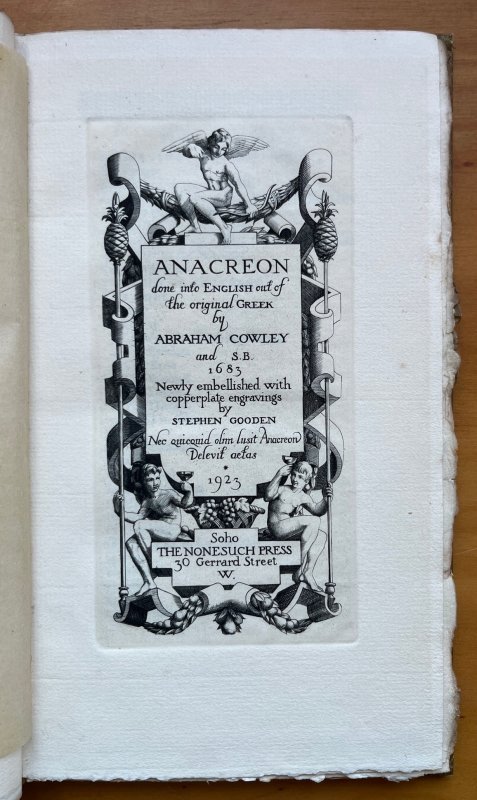 ANACREON
done into ENGLISH out of
the original GREEK
by
ABRAHAM COWLEY
and S.B.
1683
Newly embellished with
copperplate engravings
by
STEPHEN GOODEN
Nec quicquid olim lusit Anacreon
Delevit aetas
1923
Soho
THE NONESUCH PRESS
30 Gerrard Street
W.